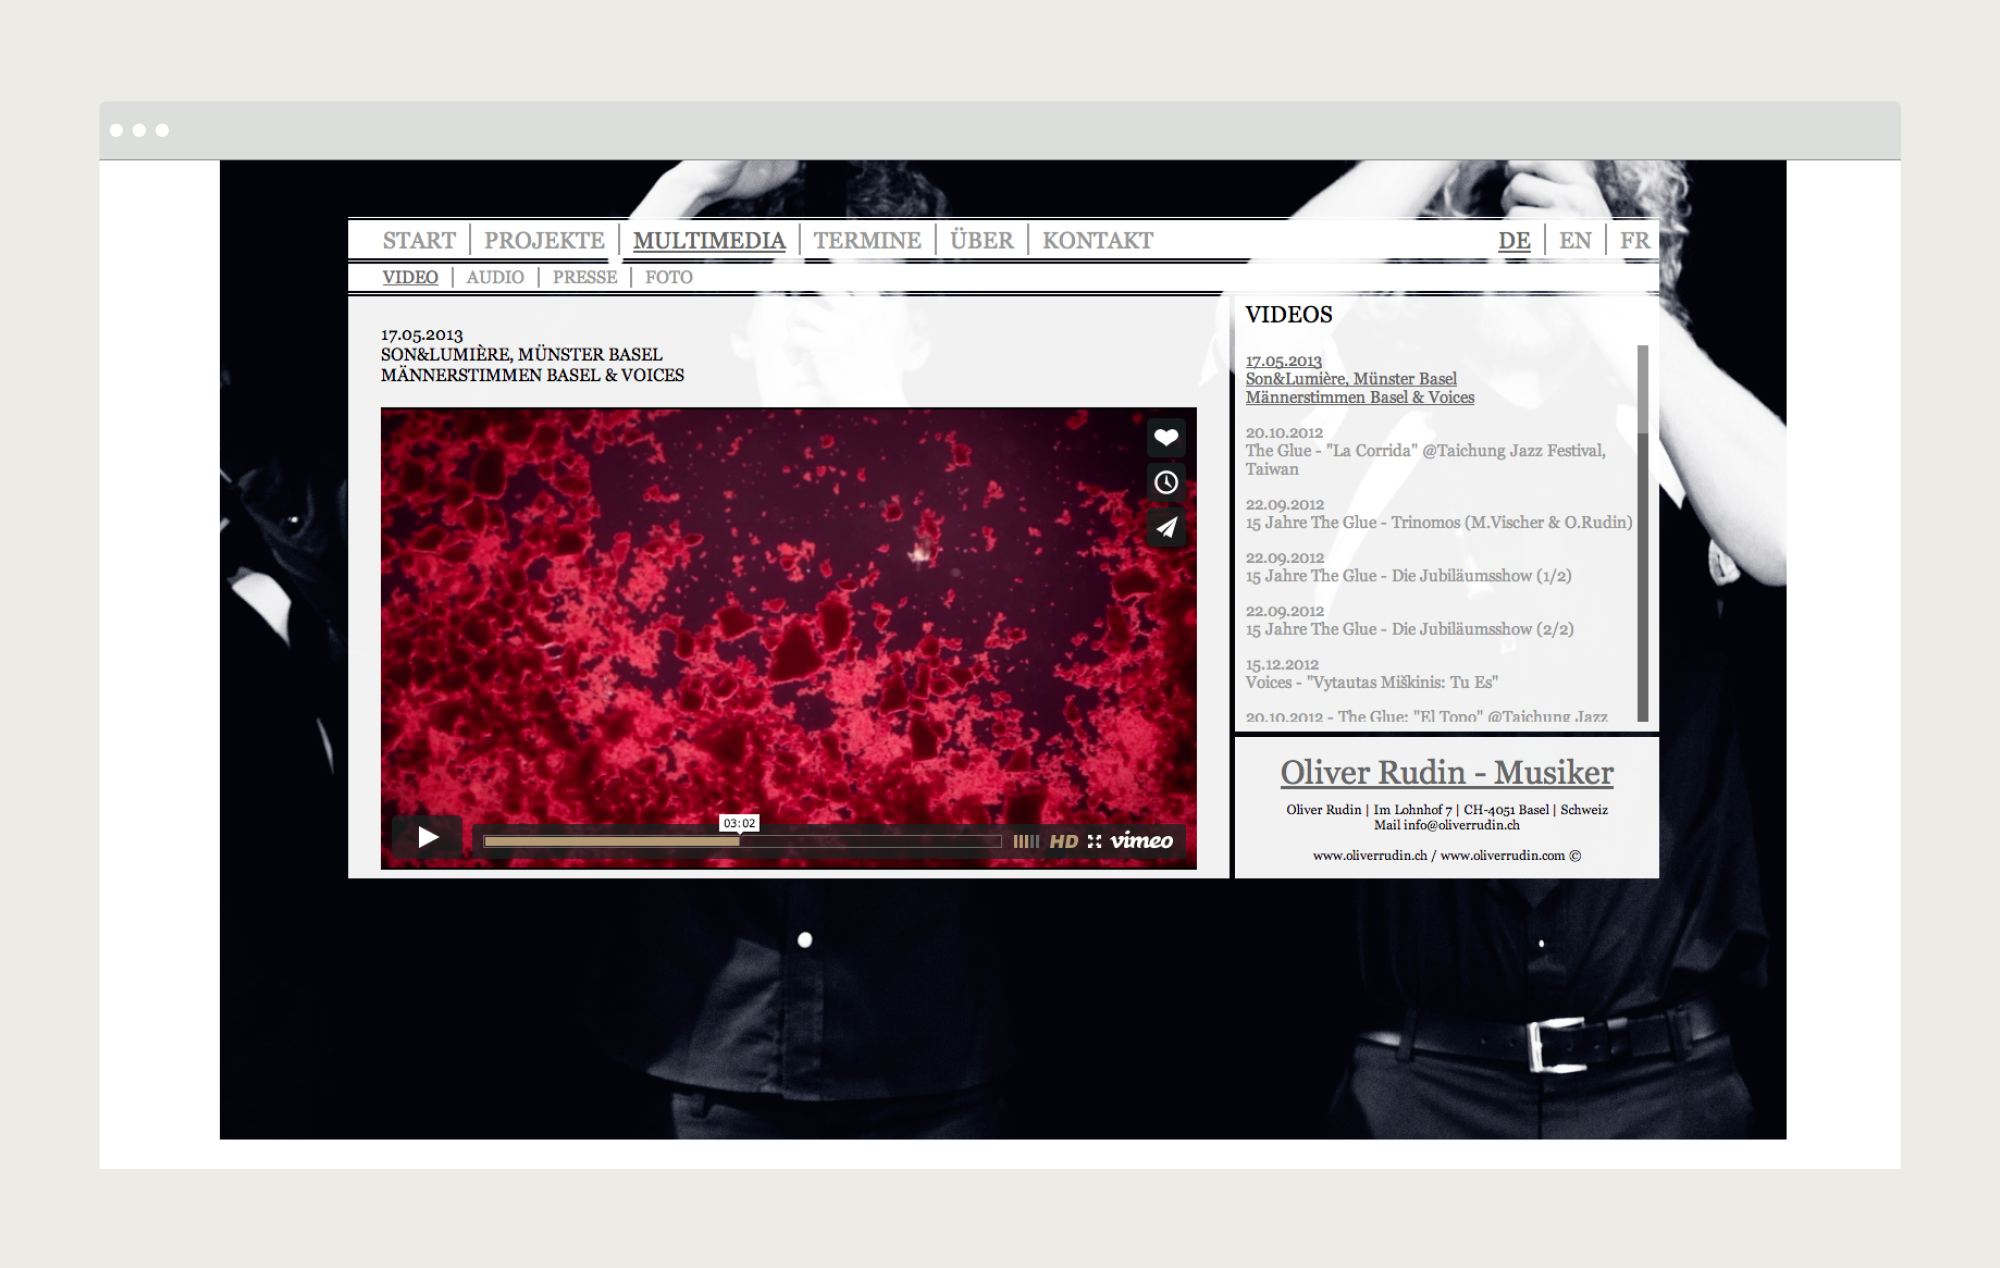 START | PROJEKTE | MULTIMEDIA | TERMINE | ÜBER | KONTAKT
DE | EN | FR
VIDEO | AUDIO | PRESSE | FOTO
17.05.2013
SON&LUMIÈRE, MÜNSTER BASEL
MÄNNERSTIMMEN BASEL & VOICES
03:02
HD vimeo
VIDEOS
17.05.2013
Son&Lumière, Münster Basel
Männerstimmen Basel & Voices
20.10.2012
The Glue - "La Corrida" @Taichung Jazz Festival,
Taiwan
22.09.2012
15 Jahre The Glue - Trinomos (M.Vischer & O.Rudin)
22.09.2012
15 Jahre The Glue - Die Jubiläumsshow (1/2)
22.09.2012
15 Jahre The Glue - Die Jubiläumsshow (2/2)
15.12.2012
Voices - "Vytautas Miškinis: Tu Es"
20.10.2012 - The Glue: "El Topo" @Taichung Jazz
Oliver Rudin - Musiker
Oliver Rudin | Im Lohnhof 7 | CH-4051 Basel | Schweiz
Mail info@oliverrudin.ch
www.oliverrudin.ch / www.oliverrudin.com ©